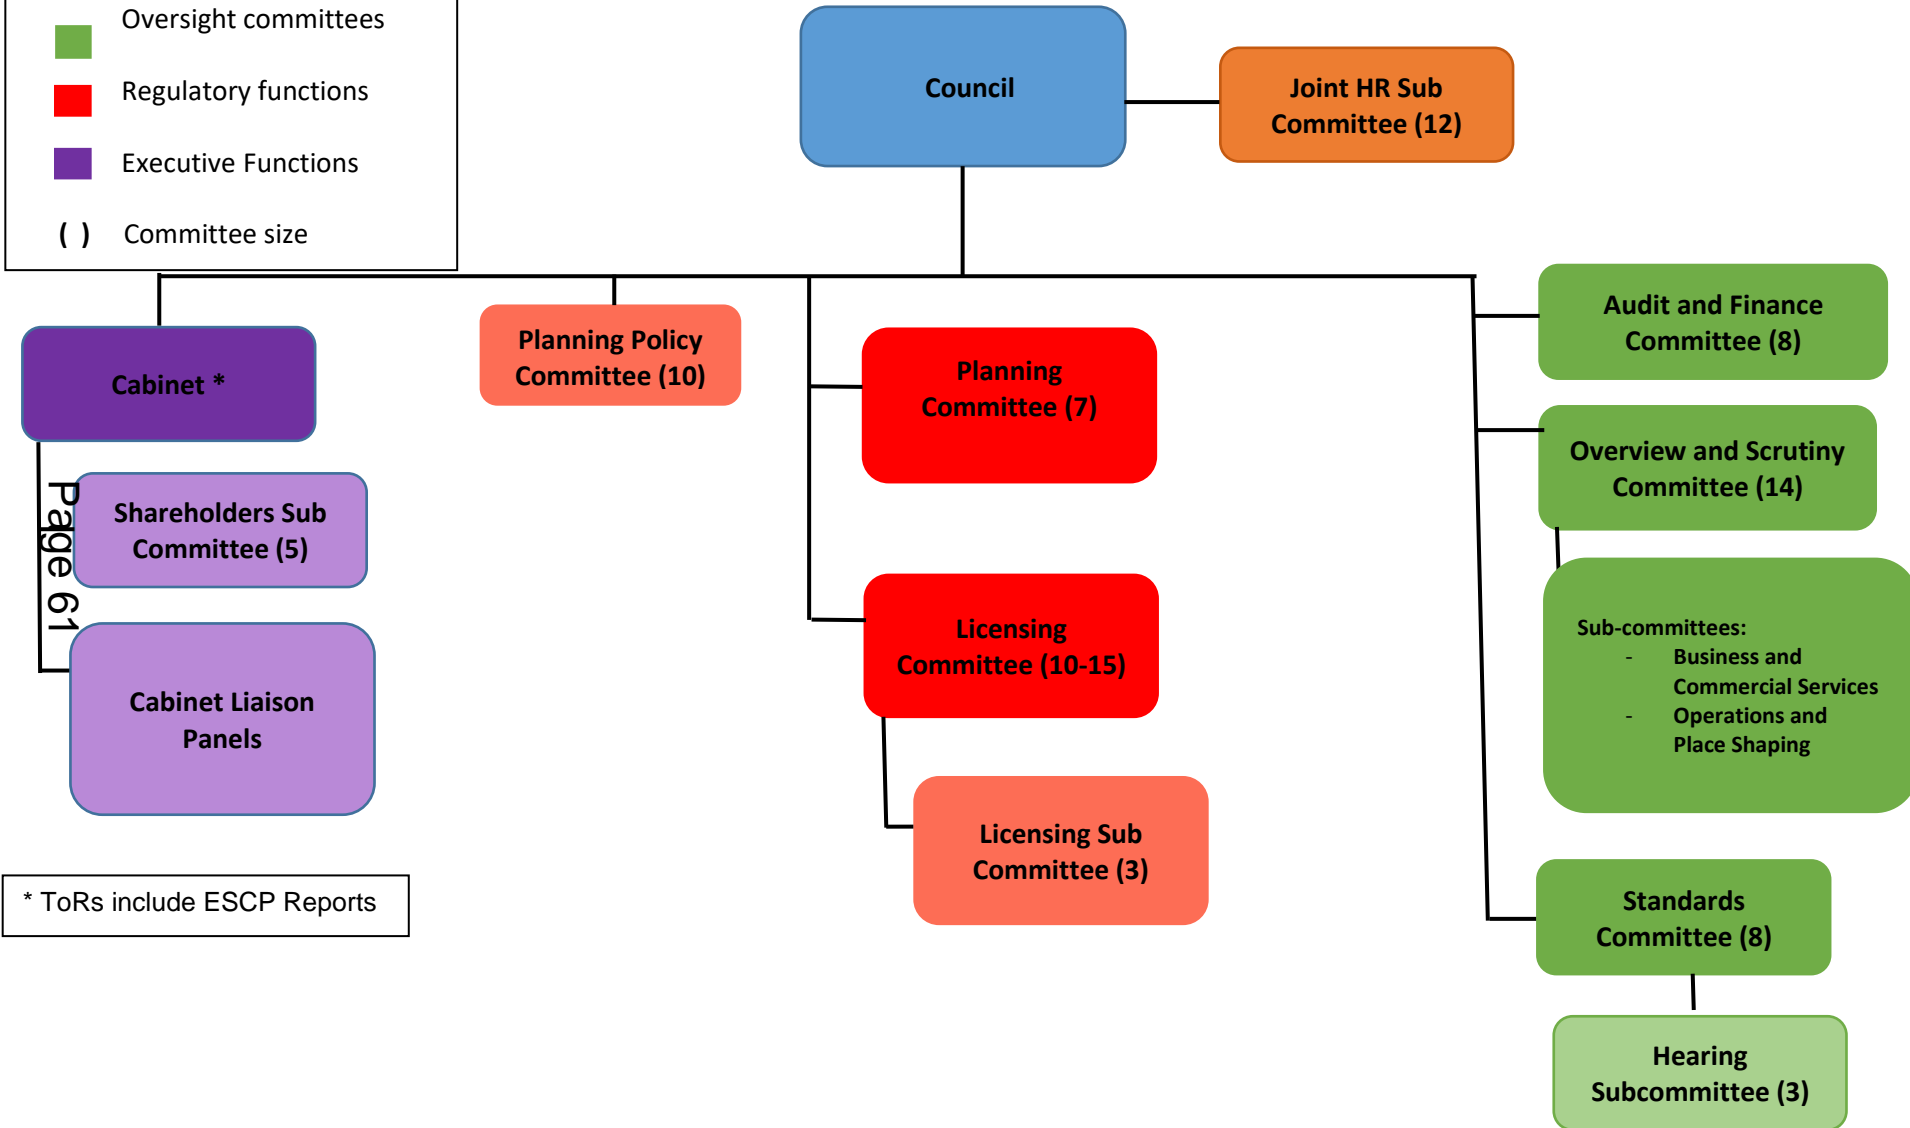 Oversight committees
Regulatory functions
Executive Functions
( ) Committee size
Council
Joint HR Sub
Committee (12)
Cabinet *
Page 61
Shareholders Sub
Committee (5)
Cabinet Liaison
Panels
* ToRs include ESCP Reports
Planning Policy
Committee (10)
Planning
Committee (7)
Licensing
Committee (10-15)
Licensing Sub
Committee (3)
Audit and Finance
Committee (8)
Overview and Scrutiny
Committee (14)
Sub-committees:
- Business and
Commercial Services
- Operations and
Place Shaping
Standards
Committee (8)
Hearing
Subcommittee (3)